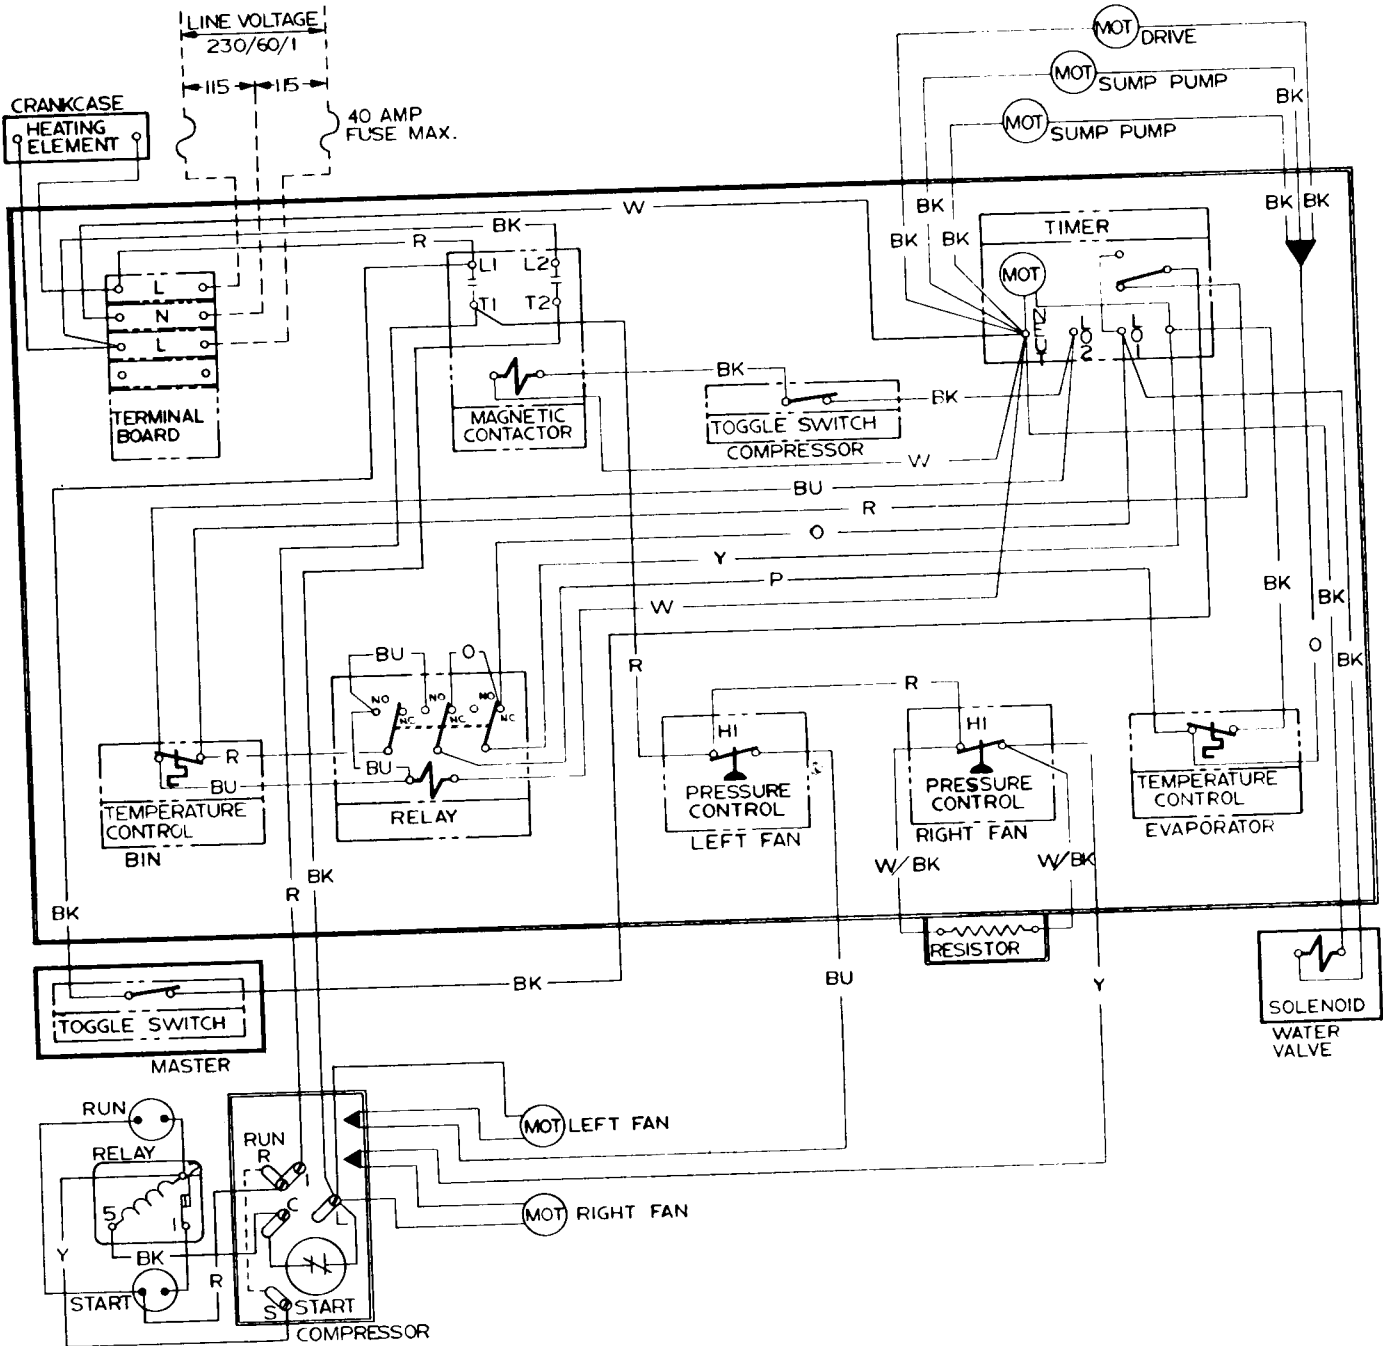 LINE VOLTAGE
230/60/1
115 115
40 AMP
FUSE MAX.
CRANKCASE
HEATING
ELEMENT
MOT DRIVE
MOT SUMP PUMP
MOT SUMP PUMP
BK
BK BK
W
BK
R
BK
BK BK
TIMER
MOT
NEUT
LO2
LO1
L
N
L
TERMINAL
BOARD
L1 L2
T1 T2
MAGNETIC
CONTACTOR
BK
BK
TOGGLE SWITCH
COMPRESSOR
W
BU
R
O
Y
P
W
BK
BK
O
BK
R
R
BU O
NO NO NO
NC NC NC
BU
RELAY
R
BU
TEMPERATURE
CONTROL
BIN
HI
PRESSURE
CONTROL
LEFT FAN
HI
PRESSURE
CONTROL
RIGHT FAN
TEMPERATURE
CONTROL
EVAPORATOR
W/BK W/BK
R BK
BK
RESISTOR
BU
Y
BK
TOGGLE SWITCH
MASTER
SOLENOID
WATER
VALVE
RUN
RELAY
5 1
Y
BK
R
START
RUN
R
C
L
S START
COMPRESSOR
MOT LEFT FAN
MOT RIGHT FAN